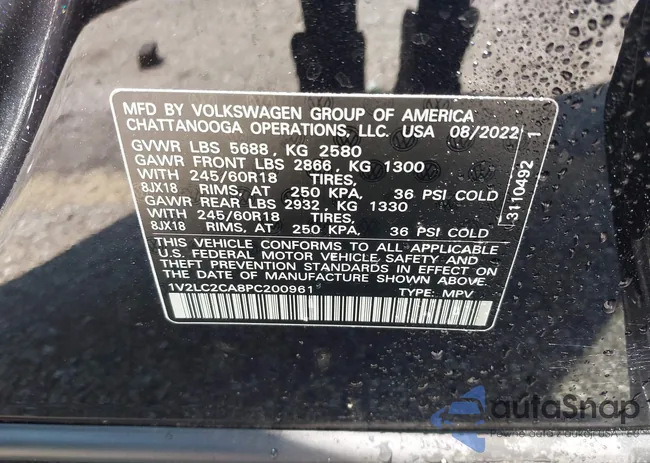 MFD BY VOLKSWAGEN GROUP OF AMERICA
CHATTANOOGA OPERATIONS, LLC. USA 08/2022
GVWR LBS 5688, KG 2580
GAWR FRONT LBS 2866, KG 1300
WITH 245/60R18 TIRES,
8JX18 RIMS, AT 250 KPA, 36 PSI COLD
GAWR REAR LBS 2932, KG 1330
WITH 245/60R18 TIRES,
8JX18 RIMS, AT 250 KPA, 36 PSI COLD
THIS VEHICLE CONFORMS TO ALL APPLICABLE
U.S. FEDERAL MOTOR VEHICLE, SAFETY, BUMPER,
THEFT PREVENTION STANDARDS IN EFFECT ON
THE DATE OF MANUFACTURE SHOWN ABOVE.
1V2LC2CA8PC200961 TYPE: MPV
3110492 1
autoSnap